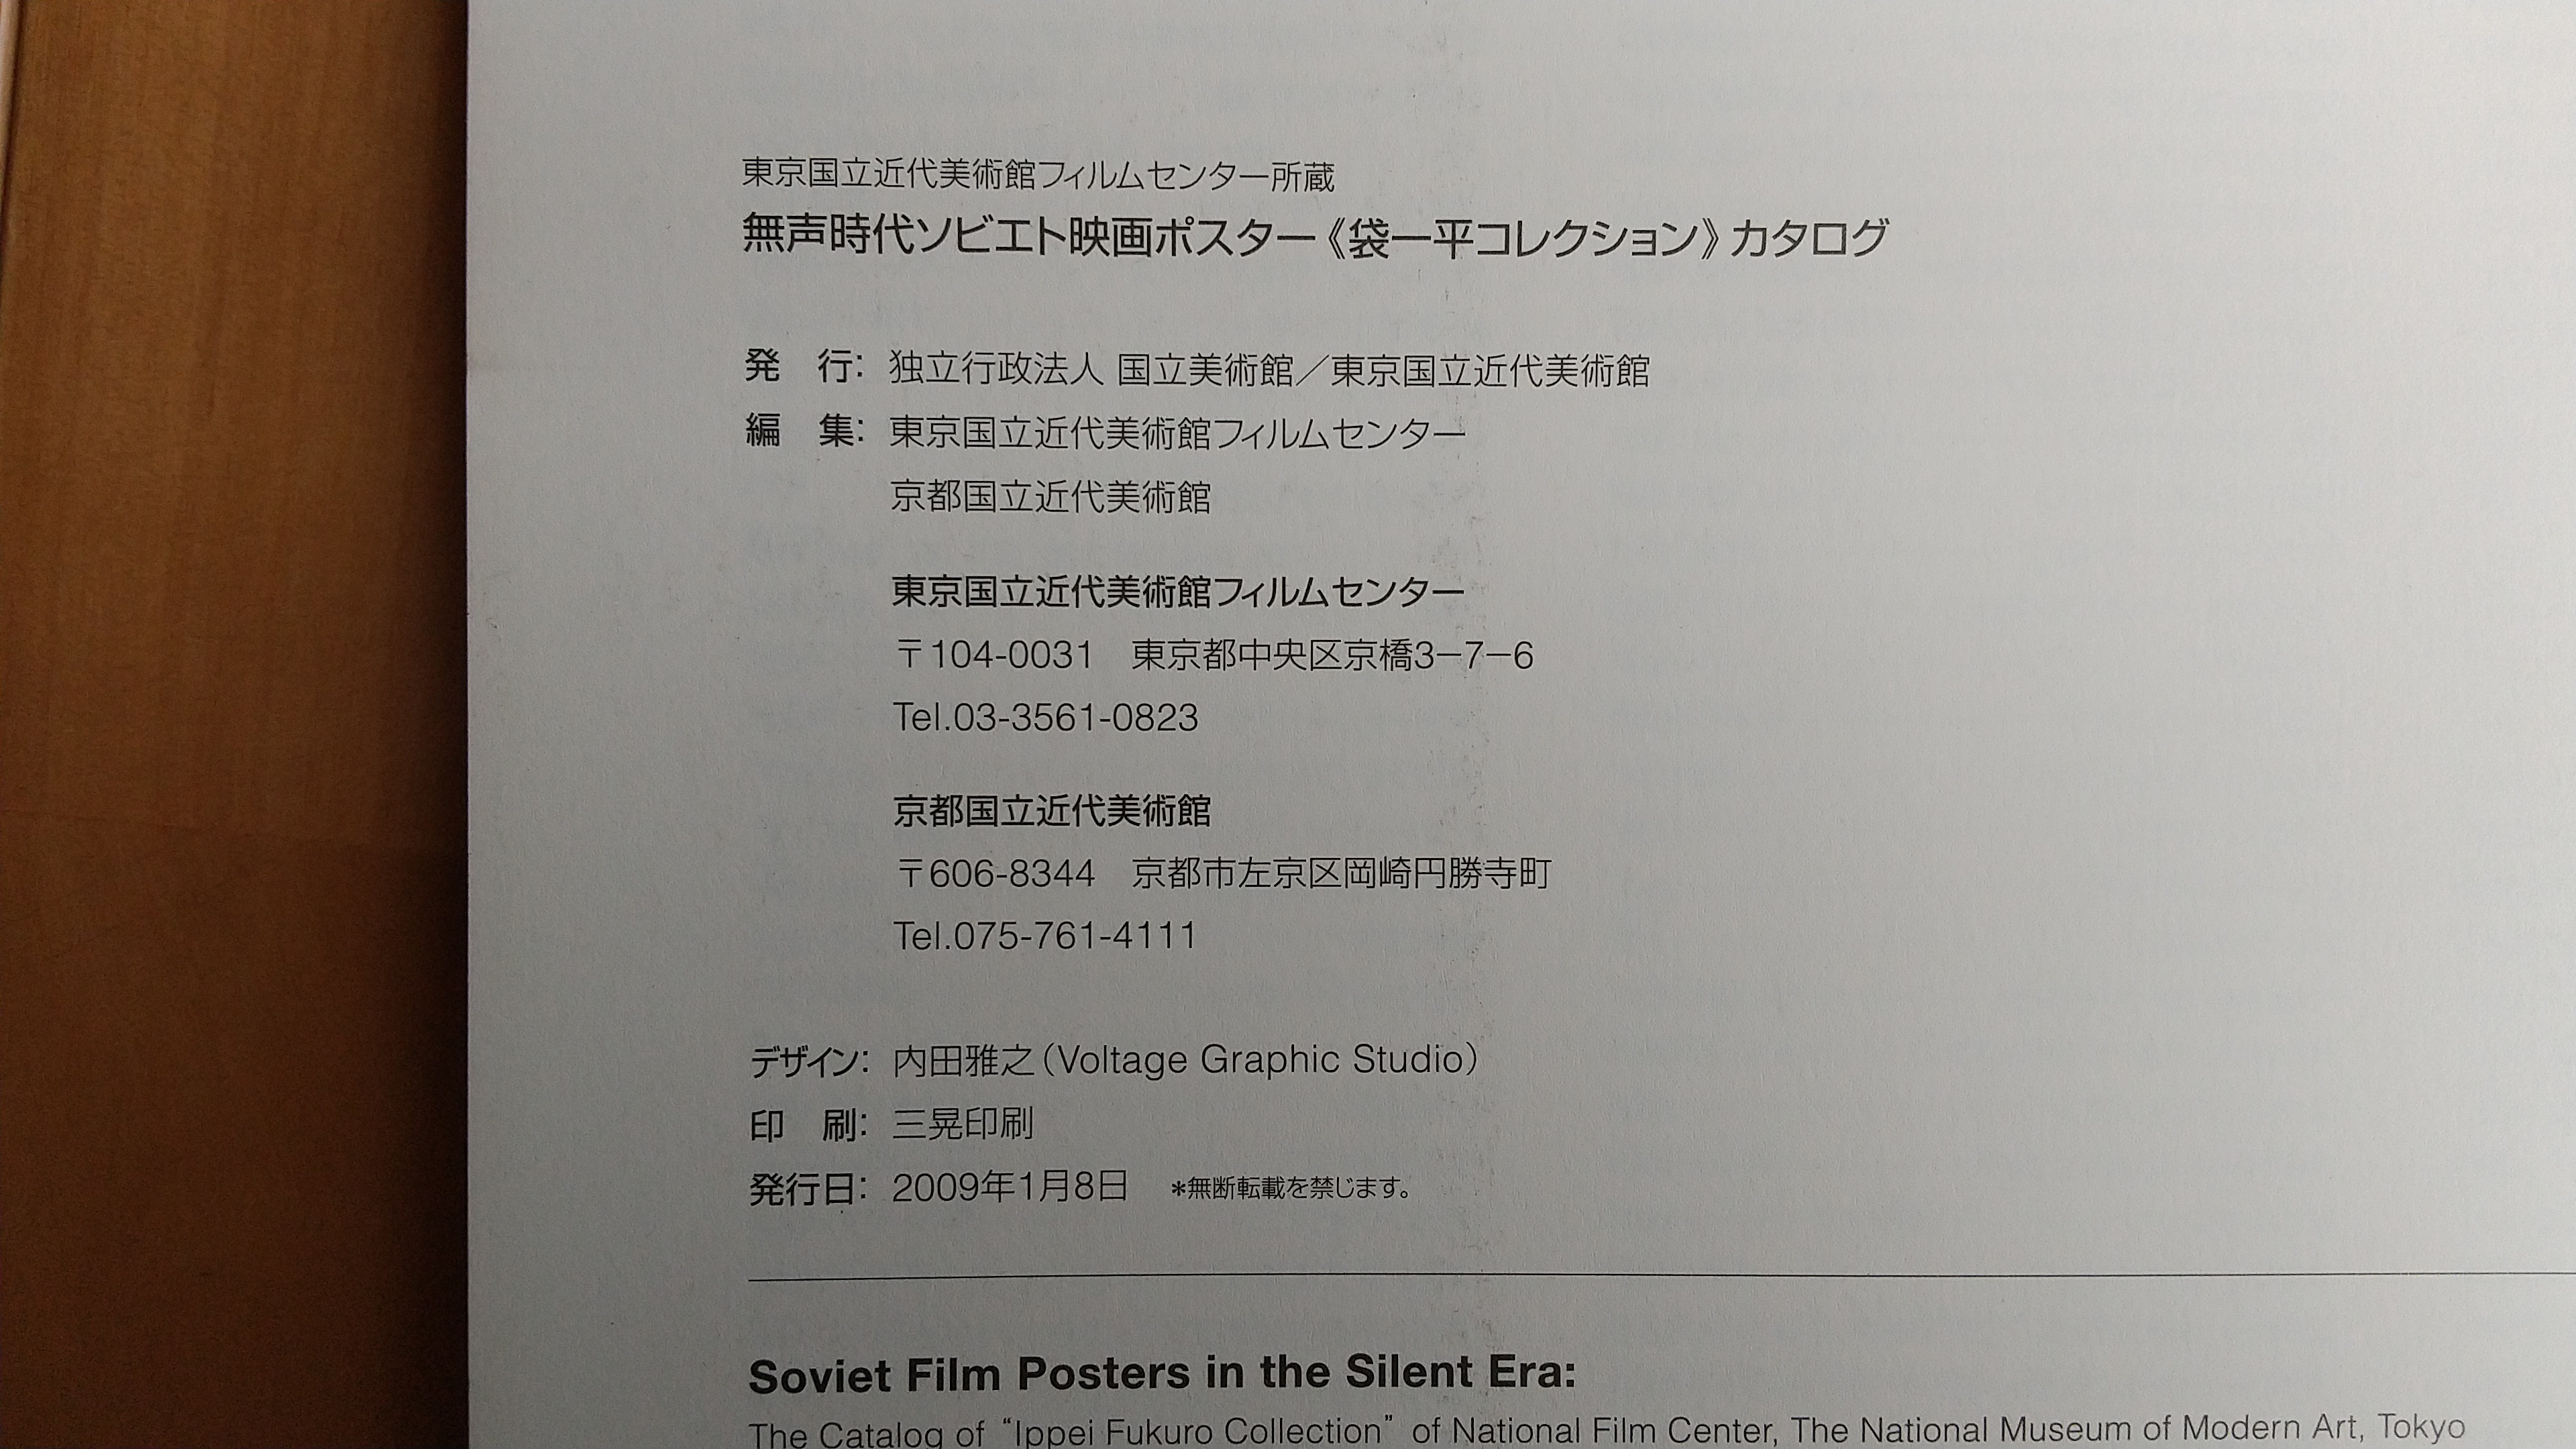 東京国立近代美術館フィルムセンター所蔵
無声時代ソビエト映画ポスター《袋一平コレクション》カタログ
発　行： 独立行政法人 国立美術館／東京国立近代美術館
編　集： 東京国立近代美術館フィルムセンター
京都国立近代美術館
東京国立近代美術館フィルムセンター
〒104-0031　東京都中央区京橋3−7−6
Tel.03-3561-0823
京都国立近代美術館
〒606-8344　京都市左京区岡崎円勝寺町
Tel.075-761-4111
デザイン： 内田雅之（Voltage Graphic Studio）
印　刷： 三晃印刷
発行日： 2009年1月8日　*無断転載を禁じます。
Soviet Film Posters in the Silent Era:
The Catalog of “Ippei Fukuro Collection” of National Film Center, The National Museum of Modern Art, Tokyo